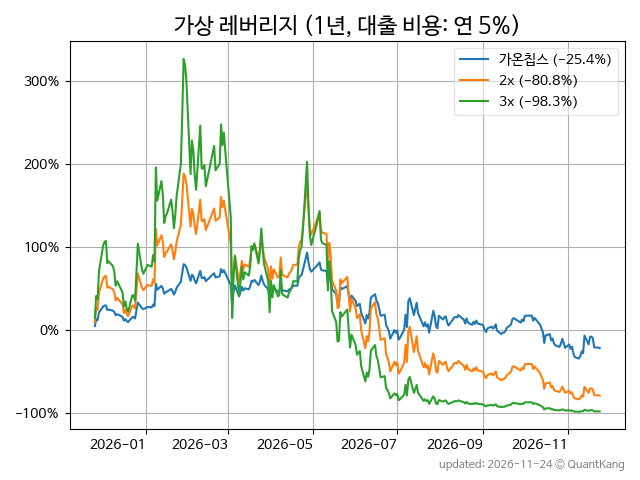 가상 레버리지 (1년, 대출 비용: 연 5%)
가온칩스 (-25.4%)
2x (-80.8%)
3x (-98.3%)
300%
200%
100%
0%
-100%
2026-01 2026-03 2026-05 2026-07 2026-09 2026-11
updated: 2026-11-24 © QuantKang